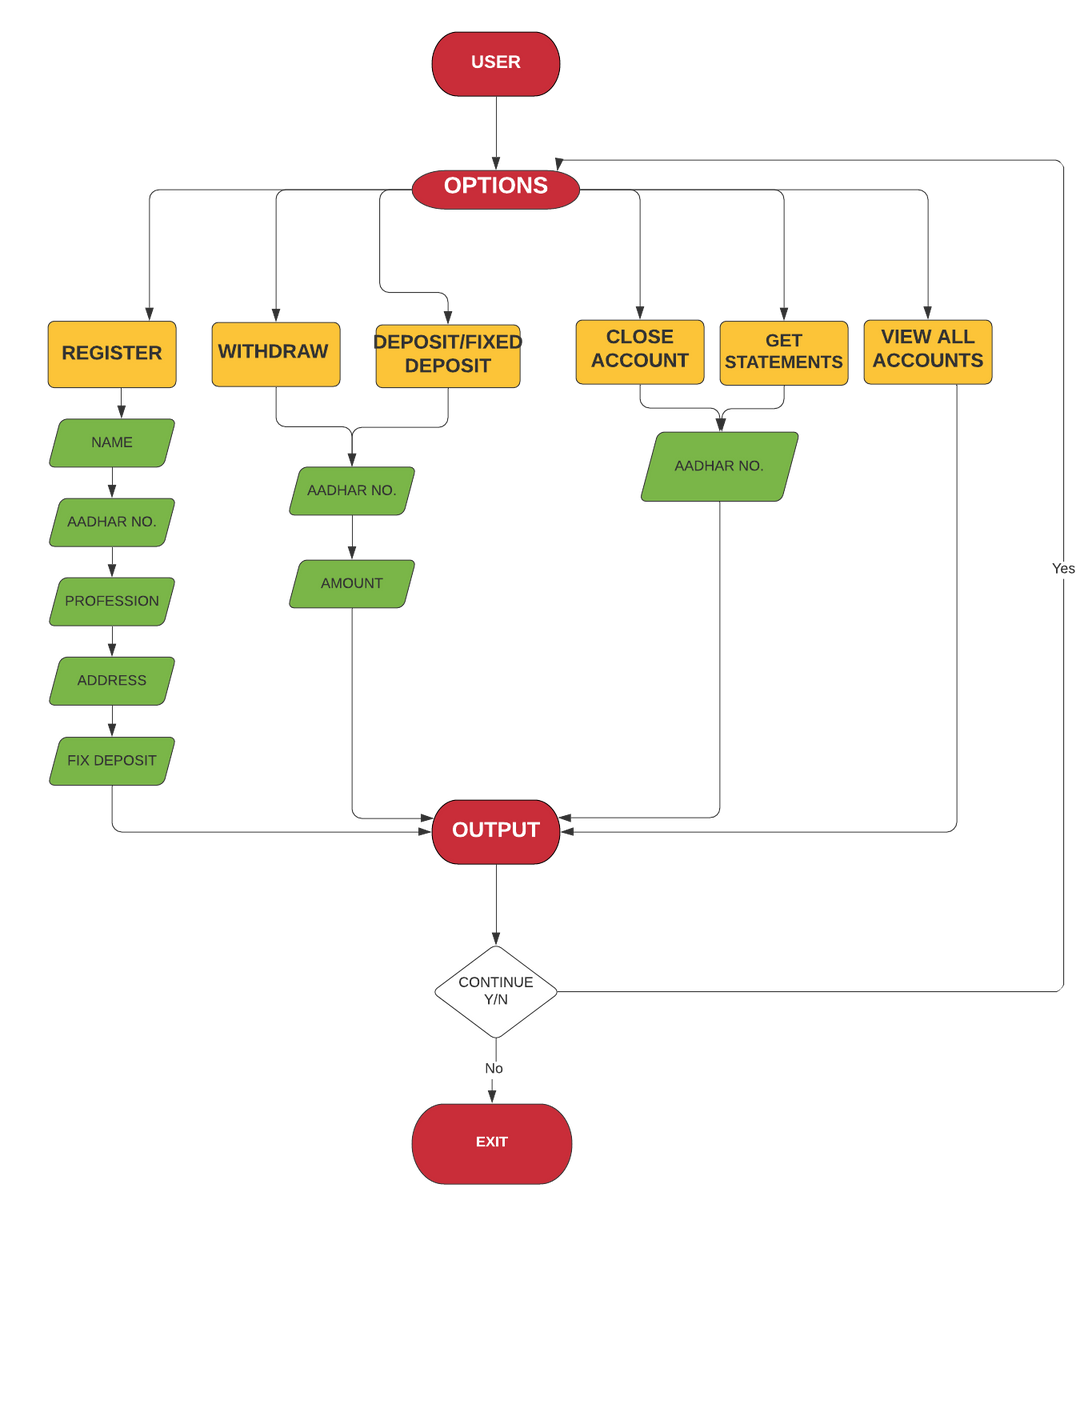 USER
OPTIONS
REGISTER
WITHDRAW
DEPOSIT/FIXED
DEPOSIT
CLOSE
ACCOUNT
GET
STATEMENTS
VIEW ALL
ACCOUNTS
NAME
AADHAR NO.
PROFESSION
ADDRESS
FIX DEPOSIT
AADHAR NO.
AMOUNT
AADHAR NO.
Yes
OUTPUT
CONTINUE
Y/N
No
EXIT